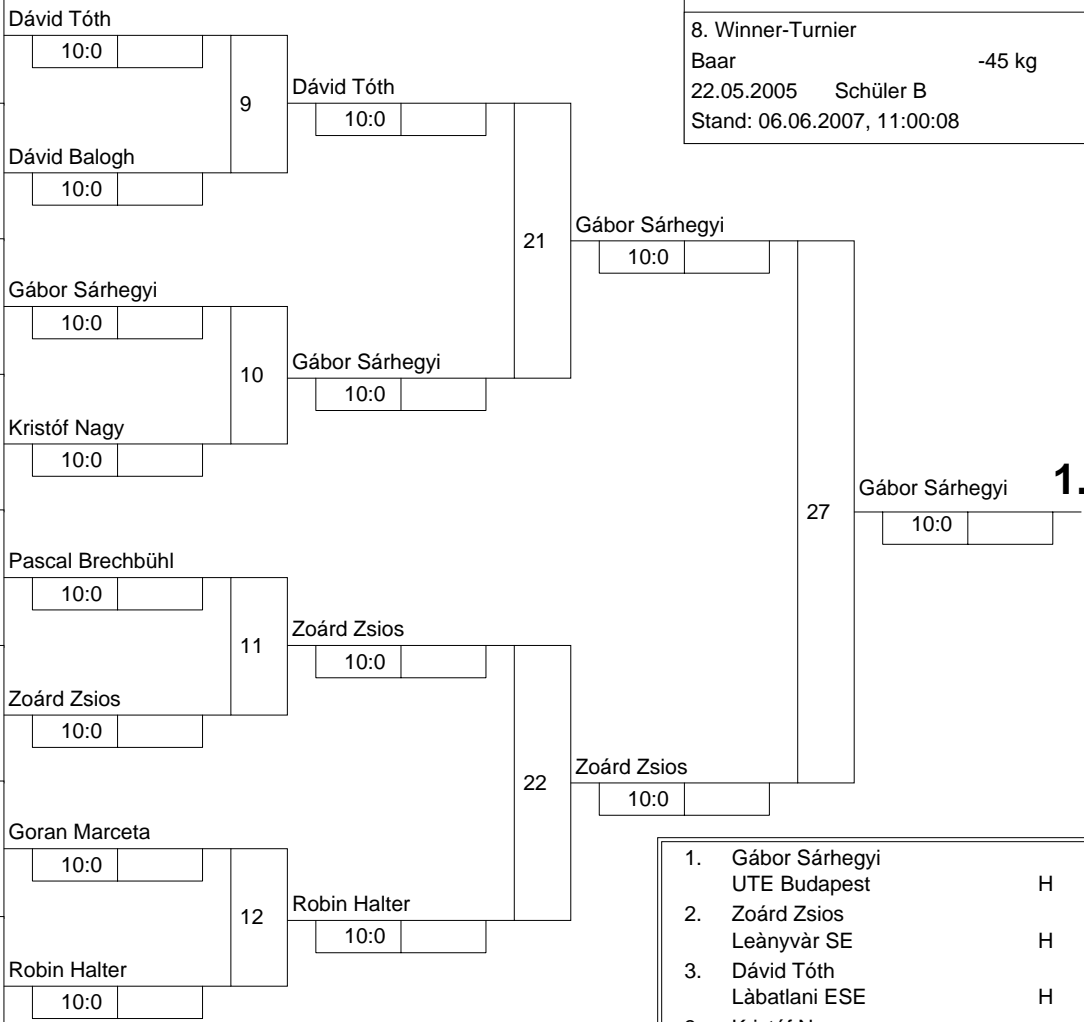 8. Winner-Turnier
Baar -45 kg
22.05.2005 Schüler B
Stand: 06.06.2007, 11:00:08
Dávid Tóth
10:0
9
Dávid Balogh
10:0
Gábor Sárhegyi
10:0
10
Kristóf Nagy
10:0
Pascal Brechbühl
10:0
11
Zoárd Zsios
10:0
Goran Marceta
10:0
12
Robin Halter
10:0
Dávid Tóth
10:0
21
Gábor Sárhegyi
10:0
Zoárd Zsios
10:0
22
Robin Halter
10:0
Gábor Sárhegyi
10:0
27
Zoárd Zsios
10:0
Gábor Sárhegyi 1.
10:0
1. Gábor Sárhegyi
UTE Budapest H
2. Zoárd Zsios
Leànyvàr SE H
3. Dávid Tóth
Làbatlani ESE H